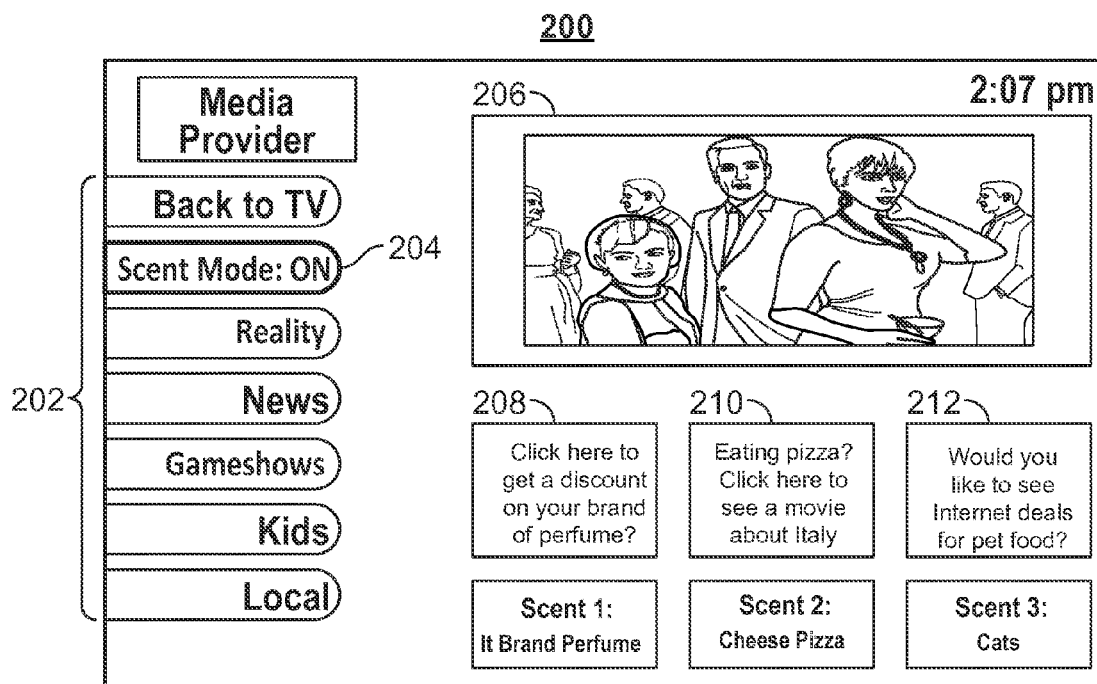 200
Media
Provider
2:07 pm
206
Back to TV
Scent Mode: ON
204
Reality
202
News
Gameshows
Kids
Local
208
210
212
Click here to
get a discount
on your brand
of perfume?
Eating pizza?
Click here to
see a movie
about Italy
Would you
like to see
Internet deals
for pet food?
Scent 1:
It Brand Perfume
Scent 2:
Cheese Pizza
Scent 3:
Cats